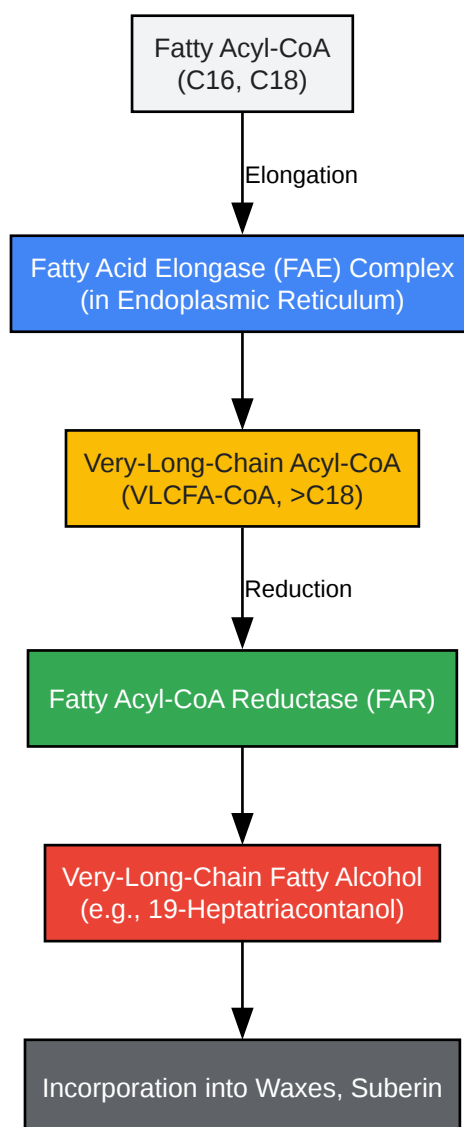 Fatty Acyl-CoA
(C16, C18)
Elongation
Fatty Acid Elongase (FAE) Complex
(in Endoplasmic Reticulum)
Very-Long-Chain Acyl-CoA
(VLCFA-CoA, >C18)
Reduction
Fatty Acyl-CoA Reductase (FAR)
Very-Long-Chain Fatty Alcohol
(e.g., 19-Heptatriacontanol)
Incorporation into Waxes, Suberin